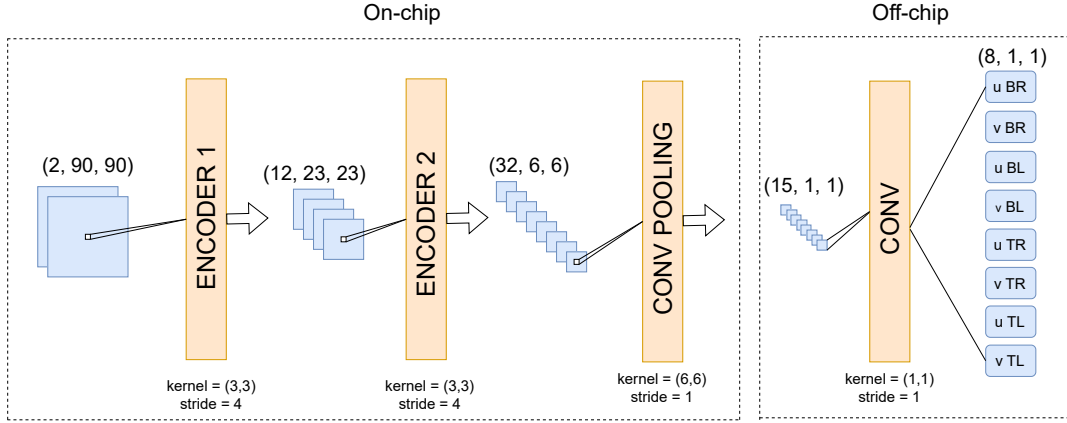 On-chip
Off-chip
(2, 90, 90)
ENCODER 1
kernel = (3,3)
stride = 4
(12, 23, 23)
ENCODER 2
kernel = (3,3)
stride = 4
(32, 6, 6)
CONV POOLING
kernel = (6,6)
stride = 1
(15, 1, 1)
CONV
kernel = (1,1)
stride = 1
(8, 1, 1)
u BR
v BR
u BL
v BL
u TR
v TR
u TL
v TL